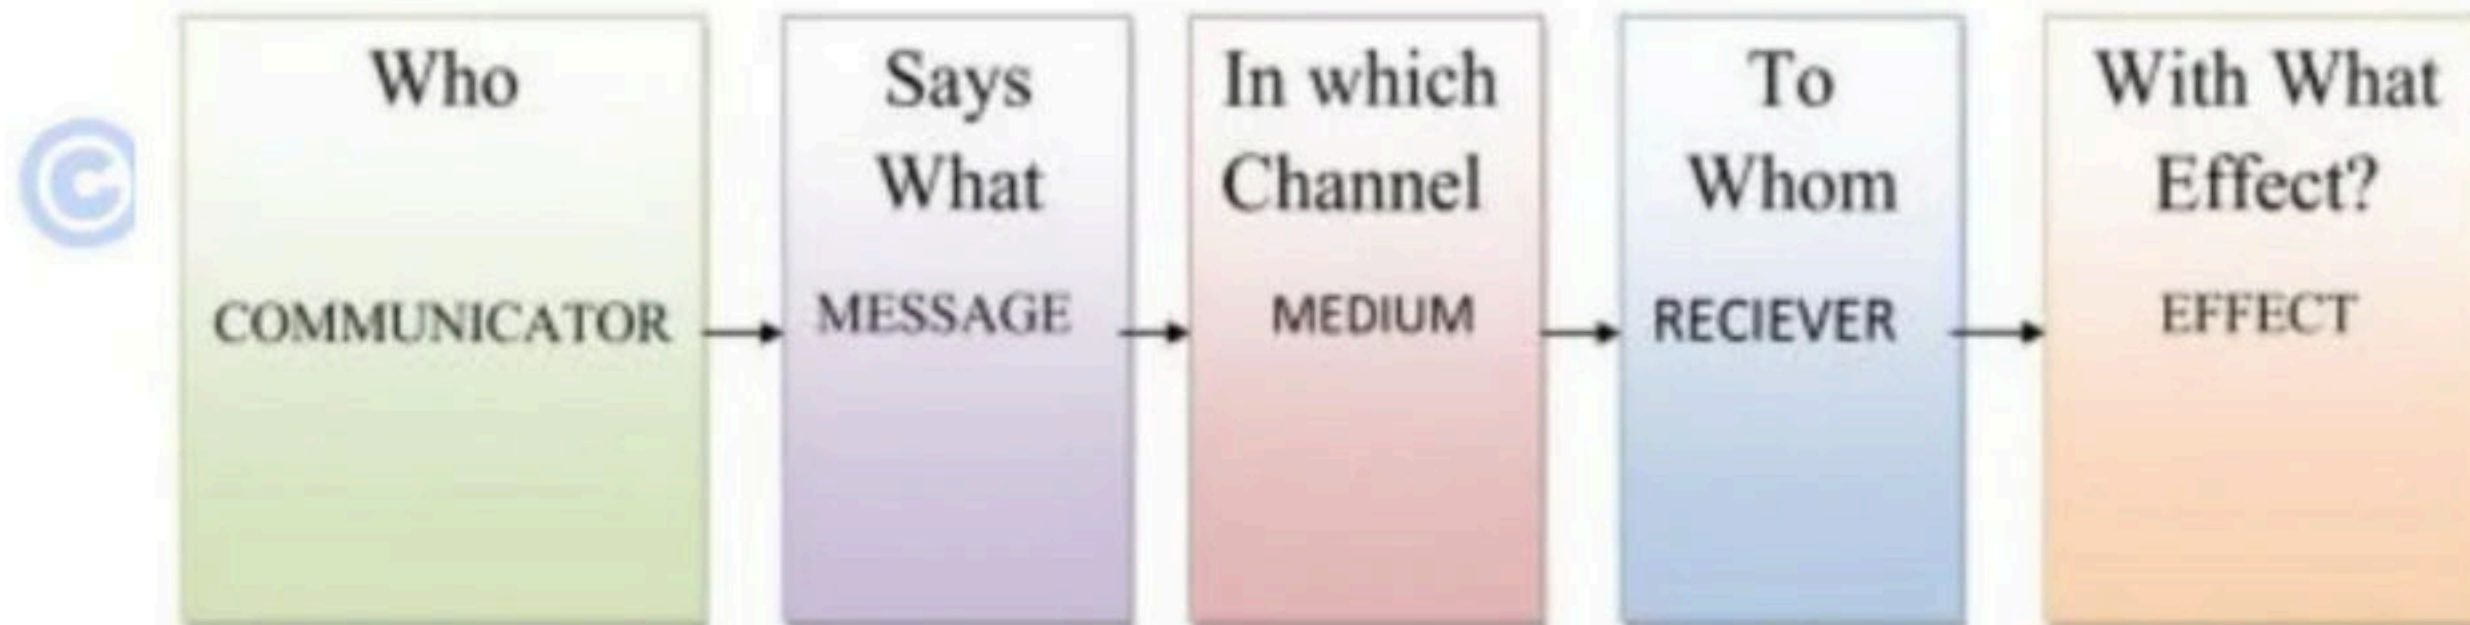 ©
Who
COMMUNICATOR
Says
What
MESSAGE
In which
Channel
MEDIUM
To
Whom
RECIEVER
With What
Effect?
EFFECT